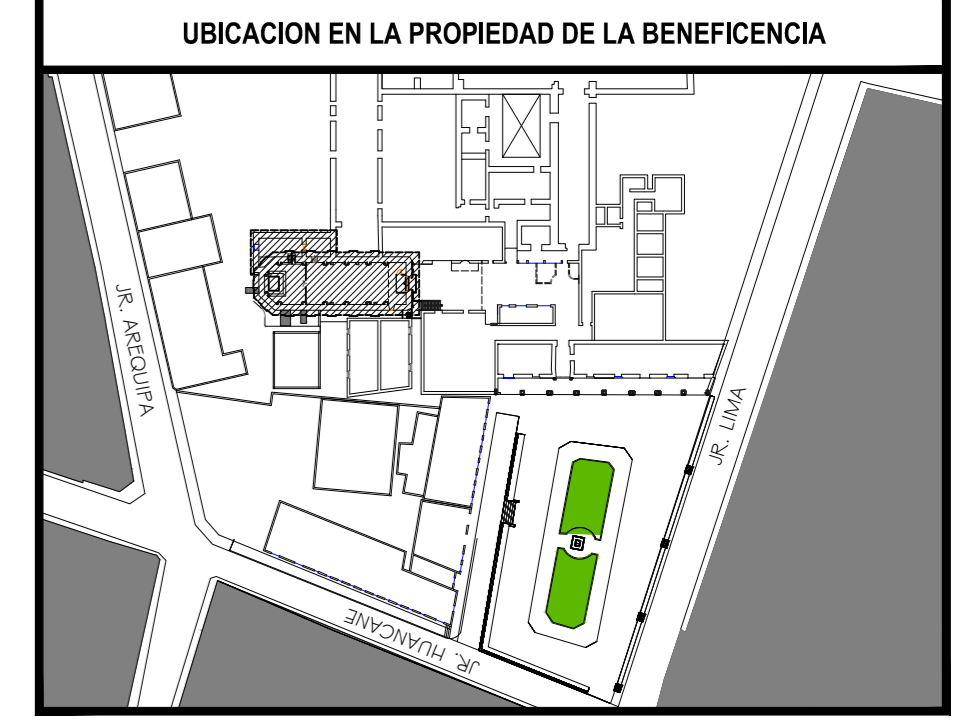 UBICACION EN LA PROPIEDAD DE LA BENEFICENCIA
JR. AREQUIPA
JR. LIMA
JR. HUANCANE